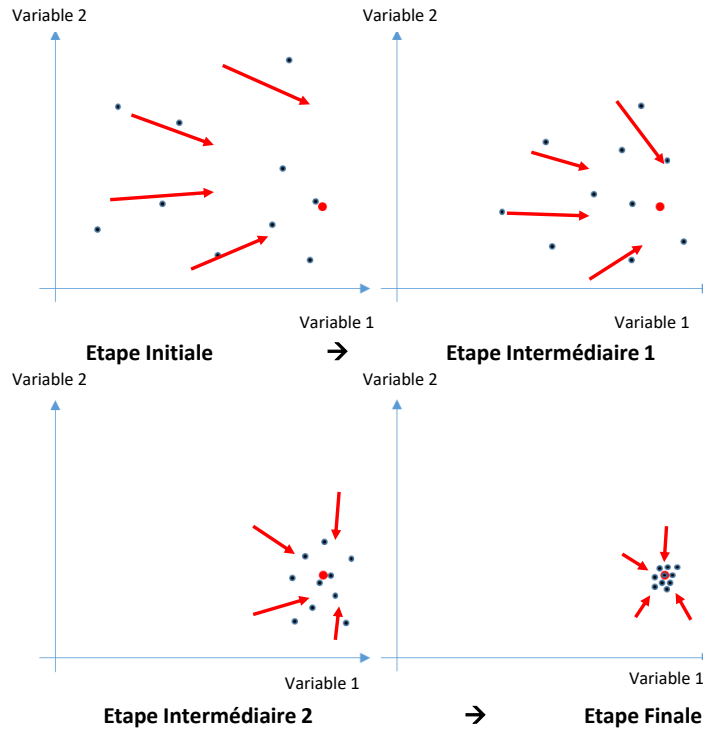 Variable 2
Variable 2
Variable 1
Variable 1
Etape Initiale → Etape Intermédiaire 1
Variable 2
Variable 2
Variable 1
Variable 1
Etape Intermédiaire 2 → Etape Finale